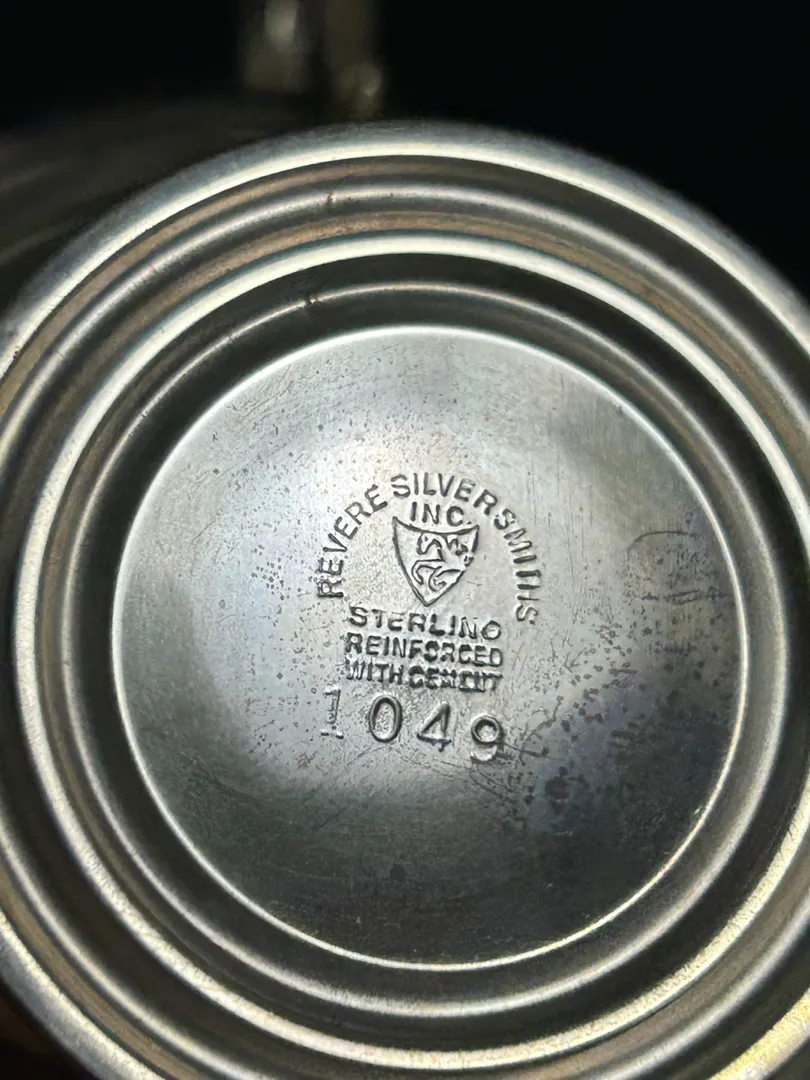 REVERE SILVERSMITHS
INC.
STERLING
REINFORCED
WITH CEMENT
1049